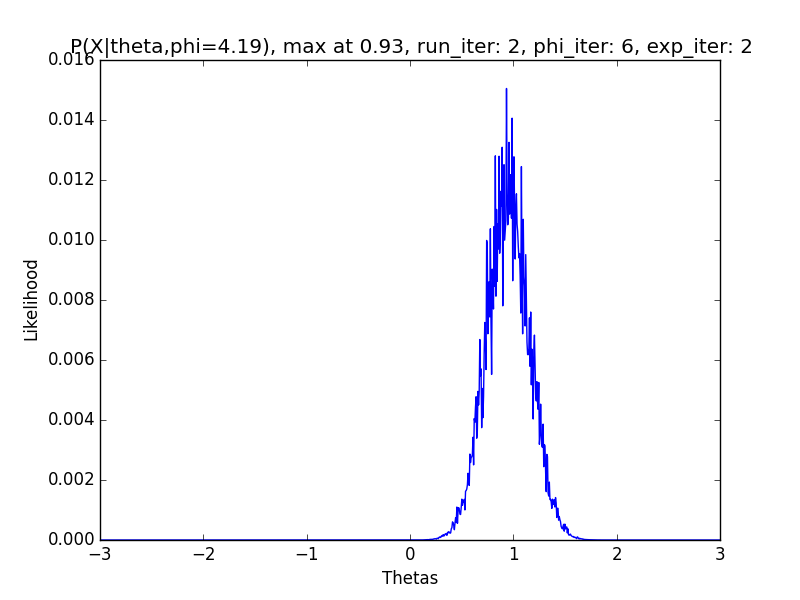 P(X|theta,phi=4.19), max at 0.93, run_iter: 2, phi_iter: 6, exp_iter: 2
0.016
0.014
0.012
0.010
0.008
0.006
0.004
0.002
0.000
Likelihood
−3 −2 −1 0 1 2 3
Thetas